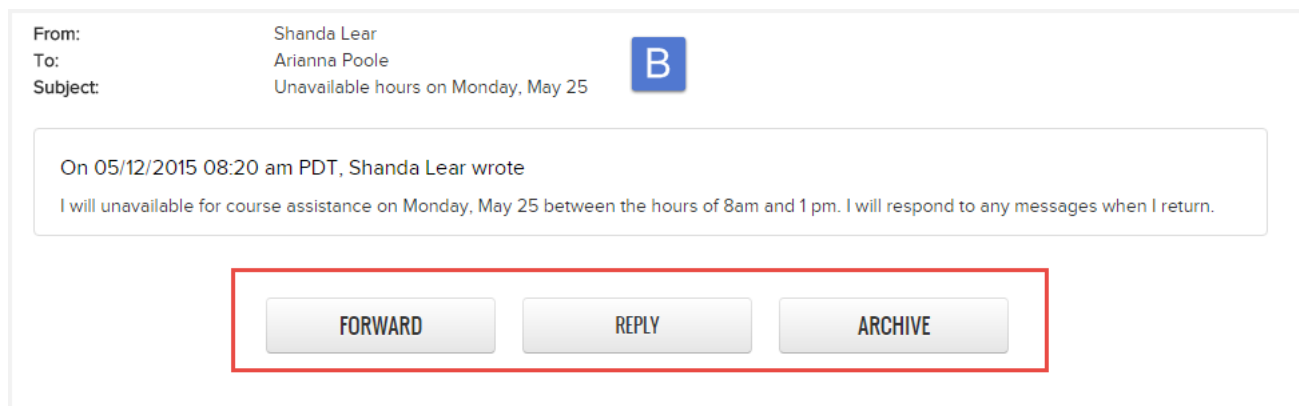 From: Shanda Lear
To: Arianna Poole
B
Subject: Unavailable hours on Monday, May 25
On 05/12/2015 08:20 am PDT, Shanda Lear wrote
I will unavailable for course assistance on Monday, May 25 between the hours of 8am and 1 pm. I will respond to any messages when I return.
FORWARD REPLY ARCHIVE